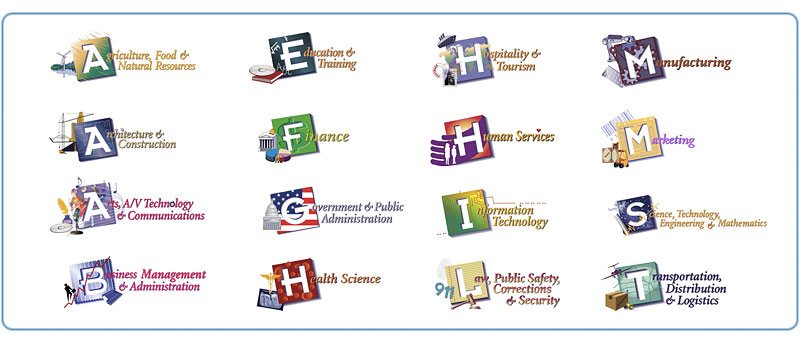 Agriculture, Food &
Natural Resources
Architecture &
Construction
Arts, A/V Technology
& Communications
Business Management
& Administration
Education &
Training
Finance
Government & Public
Administration
Health Science
Hospitality &
Tourism
Human Services
Information
Technology
911
Law, Public Safety,
Corrections
& Security
Manufacturing
Marketing
Science, Technology,
Engineering & Mathematics
Transportation,
Distribution
& Logistics